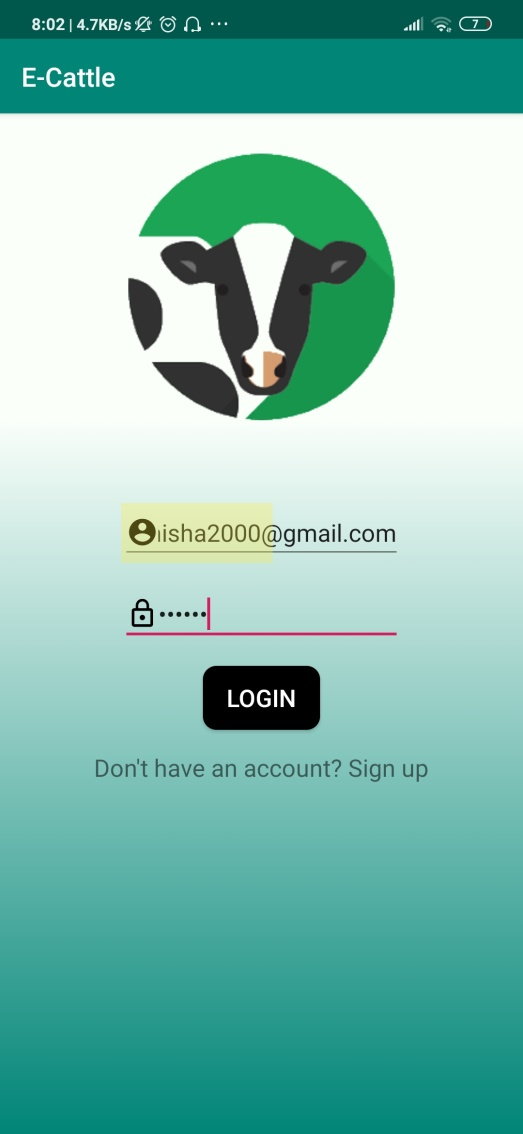 8:02 | 4.7KB/s
7
E-Cattle
isha2000@gmail.com
••••••
LOGIN
Don't have an account? Sign up